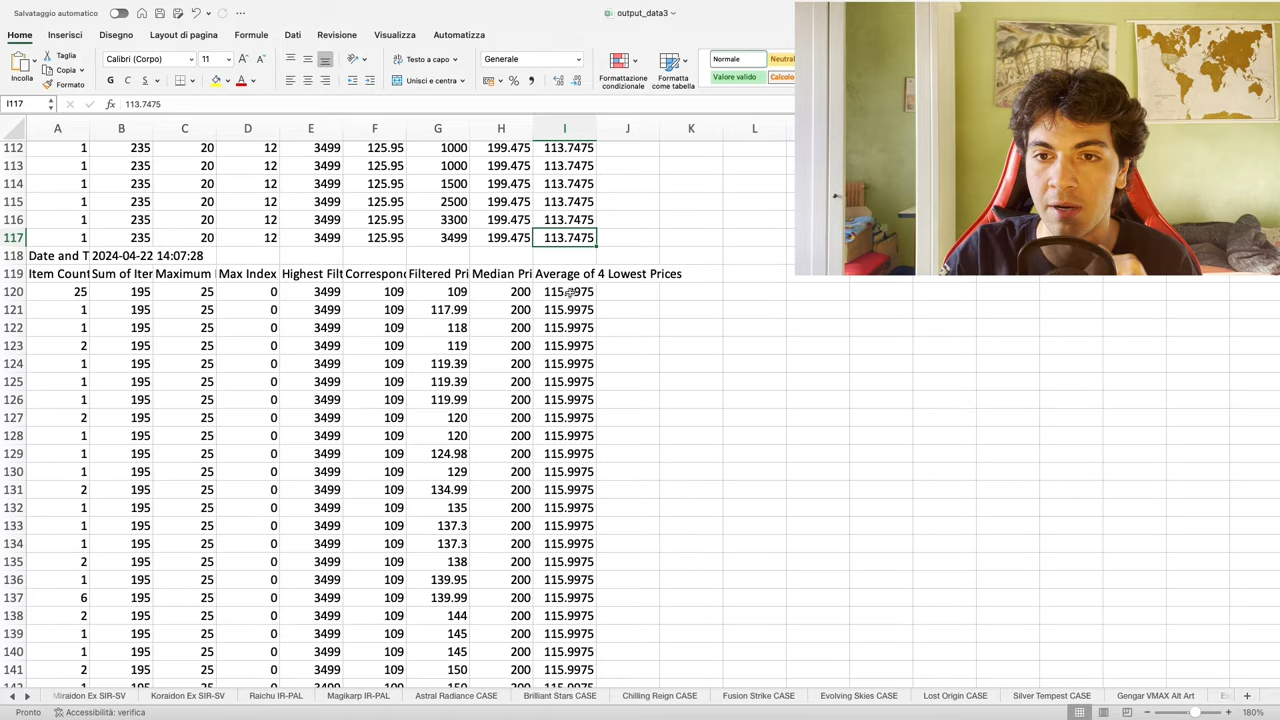 Salvataggio automatico output_data3
Home Inserisci Disegno Layout di pagina Formule Dati Revisione Visualizza Automatizza
Incolla Taglia Copia Formato
Calibri (Corpo) 11 G C S
Testo a capo Unisci e centra
Generale
Formattazione condizionale Formatta come tabella
Normale Neutral
Valore valido Calcolo
I117 fx 113.7475
A B C D E F G H I J K L
112 1 235 20 12 3499 125.95 1000 199.475 113.7475
113 1 235 20 12 3499 125.95 1000 199.475 113.7475
114 1 235 20 12 3499 125.95 1500 199.475 113.7475
115 1 235 20 12 3499 125.95 2500 199.475 113.7475
116 1 235 20 12 3499 125.95 3300 199.475 113.7475
117 1 235 20 12 3499 125.95 3499 199.475 113.7475
118 Date and T 2024-04-22 14:07:28
119 Item Count Sum of Iter Maximum Max Index Highest Filt Correspon Filtered Pri Median Pri Average of 4 Lowest Prices
120 25 195 25 0 3499 109 109 200 115.9975
121 1 195 25 0 3499 109 117.99 200 115.9975
122 1 195 25 0 3499 109 118 200 115.9975
123 2 195 25 0 3499 109 119 200 115.9975
124 1 195 25 0 3499 109 119.39 200 115.9975
125 1 195 25 0 3499 109 119.39 200 115.9975
126 1 195 25 0 3499 109 119.99 200 115.9975
127 2 195 25 0 3499 109 120 200 115.9975
128 1 195 25 0 3499 109 120 200 115.9975
129 1 195 25 0 3499 109 124.98 200 115.9975
130 1 195 25 0 3499 109 129 200 115.9975
131 2 195 25 0 3499 109 134.99 200 115.9975
132 1 195 25 0 3499 109 135 200 115.9975
133 1 195 25 0 3499 109 137.3 200 115.9975
134 1 195 25 0 3499 109 137.3 200 115.9975
135 2 195 25 0 3499 109 138 200 115.9975
136 1 195 25 0 3499 109 139.95 200 115.9975
137 6 195 25 0 3499 109 139.99 200 115.9975
138 2 195 25 0 3499 109 144 200 115.9975
139 1 195 25 0 3499 109 145 200 115.9975
140 1 195 25 0 3499 109 145 200 115.9975
141 2 195 25 0 3499 109 150 200 115.9975
Miraidon Ex SIR-SV Koraidon Ex SIR-SV Raichu IR-PAL Magikarp IR-PAL Astral Radiance CASE Brilliant Stars CASE Chilling Reign CASE Fusion Strike CASE Evolving Skies CASE Lost Origin CASE Silver Tempest CASE Gengar VMAX Alt Art
Pronto Accessibilità: verifica 180%